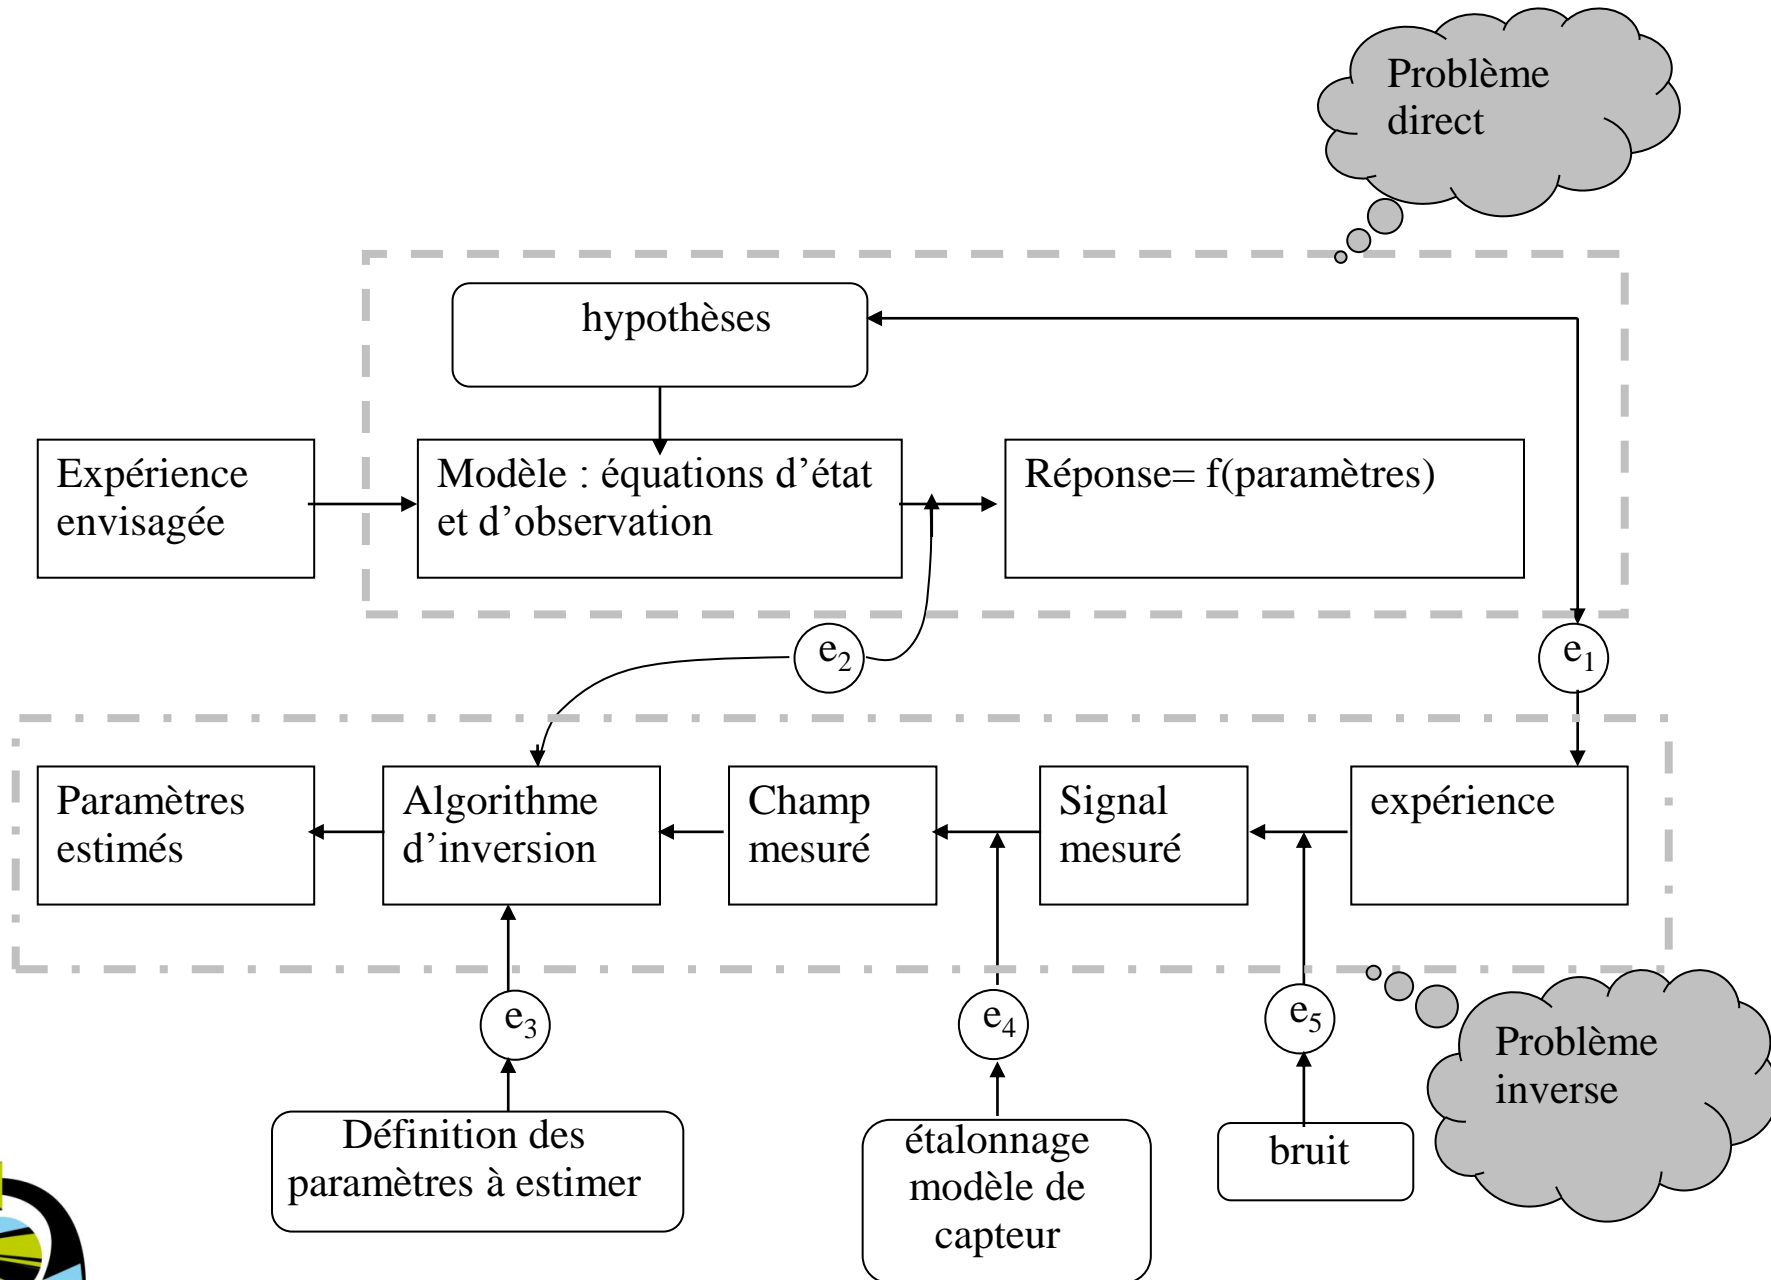 Problème
direct
hypothèses
Expérience
envisagée
Modèle : équations d’état
et d’observation
Réponse= f(paramètres)
e₂
e₁
Paramètres
estimés
Algorithme
d’inversion
Champ
mesuré
Signal
mesuré
expérience
e₃
e₄
e₅
Problème
inverse
Définition des
paramètres à estimer
étalonnage
modèle de
capteur
bruit